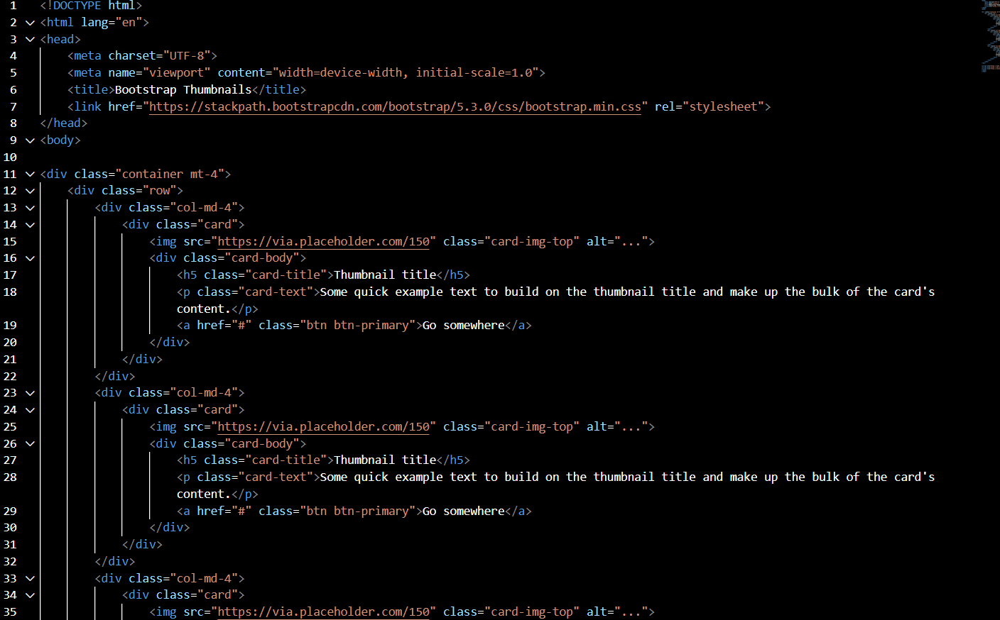 1 <!DOCTYPE html>
2 <html lang="en">
3 <head>
4     <meta charset="UTF-8">
5     <meta name="viewport" content="width=device-width, initial-scale=1.0">
6     <title>Bootstrap Thumbnails</title>
7     <link href="https://stackpath.bootstrapcdn.com/bootstrap/5.3.0/css/bootstrap.min.css" rel="stylesheet">
8 </head>
9 <body>
10
11 <div class="container mt-4">
12     <div class="row">
13         <div class="col-md-4">
14             <div class="card">
15                 <img src="https://via.placeholder.com/150" class="card-img-top" alt="...">
16                 <div class="card-body">
17                     <h5 class="card-title">Thumbnail title</h5>
18                     <p class="card-text">Some quick example text to build on the thumbnail title and make up the bulk of the card's
                    content.</p>
19                     <a href="#" class="btn btn-primary">Go somewhere</a>
20                 </div>
21             </div>
22         </div>
23         <div class="col-md-4">
24             <div class="card">
25                 <img src="https://via.placeholder.com/150" class="card-img-top" alt="...">
26                 <div class="card-body">
27                     <h5 class="card-title">Thumbnail title</h5>
28                     <p class="card-text">Some quick example text to build on the thumbnail title and make up the bulk of the card's
                    content.</p>
29                     <a href="#" class="btn btn-primary">Go somewhere</a>
30                 </div>
31             </div>
32         </div>
33         <div class="col-md-4">
34             <div class="card">
35                 <img src="https://via.placeholder.com/150" class="card-img-top" alt="...">